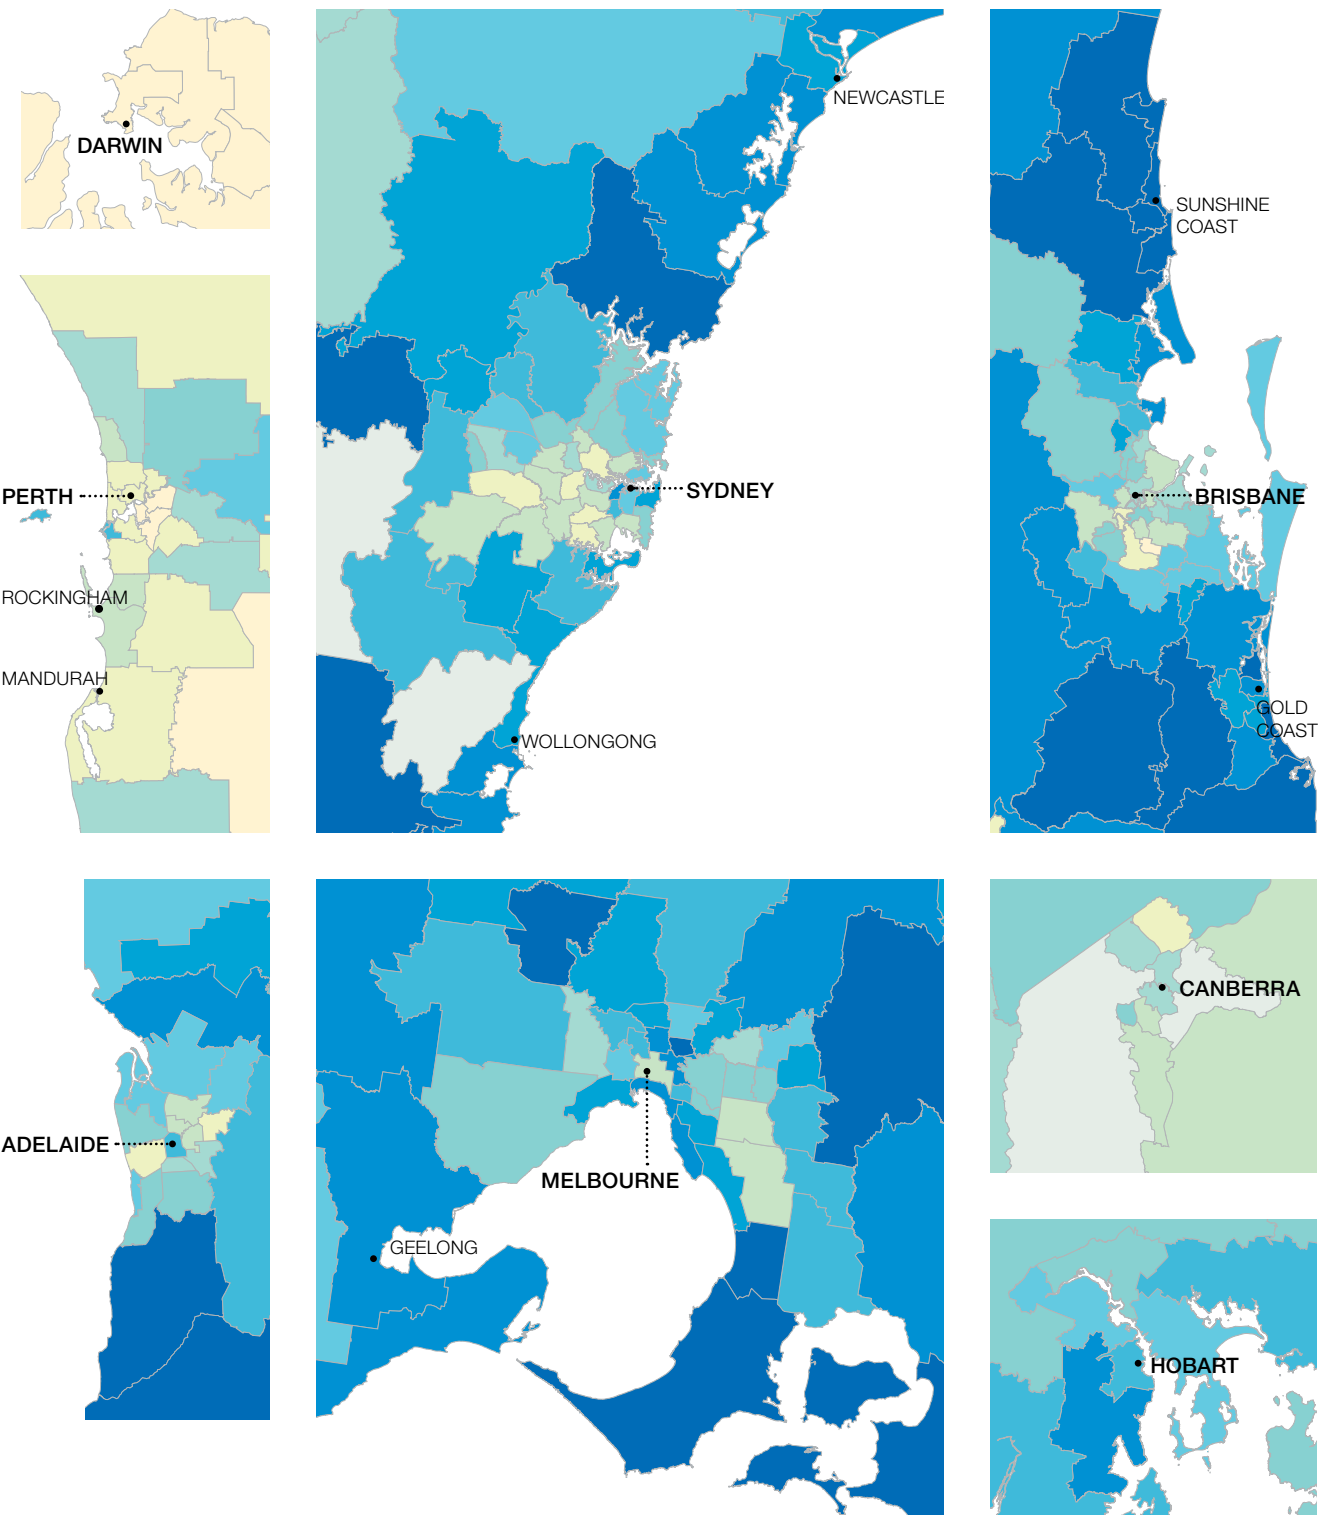 DARWIN
NEWCASTLE
SUNSHINE
COAST
PERTH
SYDNEY
BRISBANE
ROCKINGHAM
MANDURAH
WOLLONGONG
GOLD
COAST
CANBERRA
ADELAIDE
MELBOURNE
GEELONG
HOBART